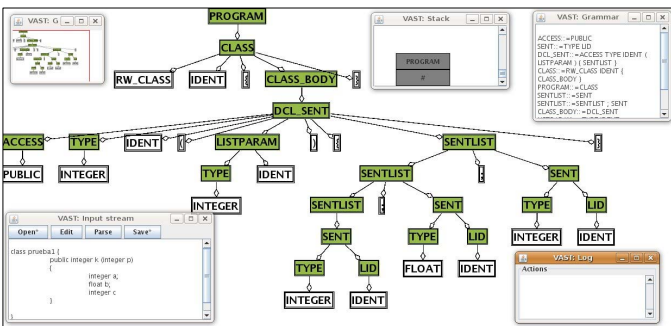 PROGRAM
VAST: G
CLASS
VAST: Stack
PROGRAM
#
VAST: Grammar
ACCESS::=PUBLIC
SENT::=TYPE LID
DCL_SENT::=ACCESS TYPE IDENT (
LISTPARAM ) { SENTLIST }
CLASS::=RW_CLASS IDENT {
CLASS_BODY }
PROGRAM::=CLASS
SENTLIST::=SENT
SENTLIST::=SENTLIST ; SENT
CLASS_BODY::=DCL_SENT
RW_CLASS IDENT { CLASS_BODY }
DCL_SENT
ACCESS TYPE IDENT ( LISTPARAM ) { SENTLIST }
PUBLIC INTEGER TYPE IDENT SENTLIST ; SENT
INTEGER SENTLIST ; SENT TYPE LID
SENT TYPE LID INTEGER IDENT
TYPE LID FLOAT IDENT
INTEGER IDENT
VAST: Input stream
Open* Edit Parse Save*
class prueba1 {
public integer k (integer p)
{
integer a;
float b;
integer c
}
}
VAST: Log
Actions